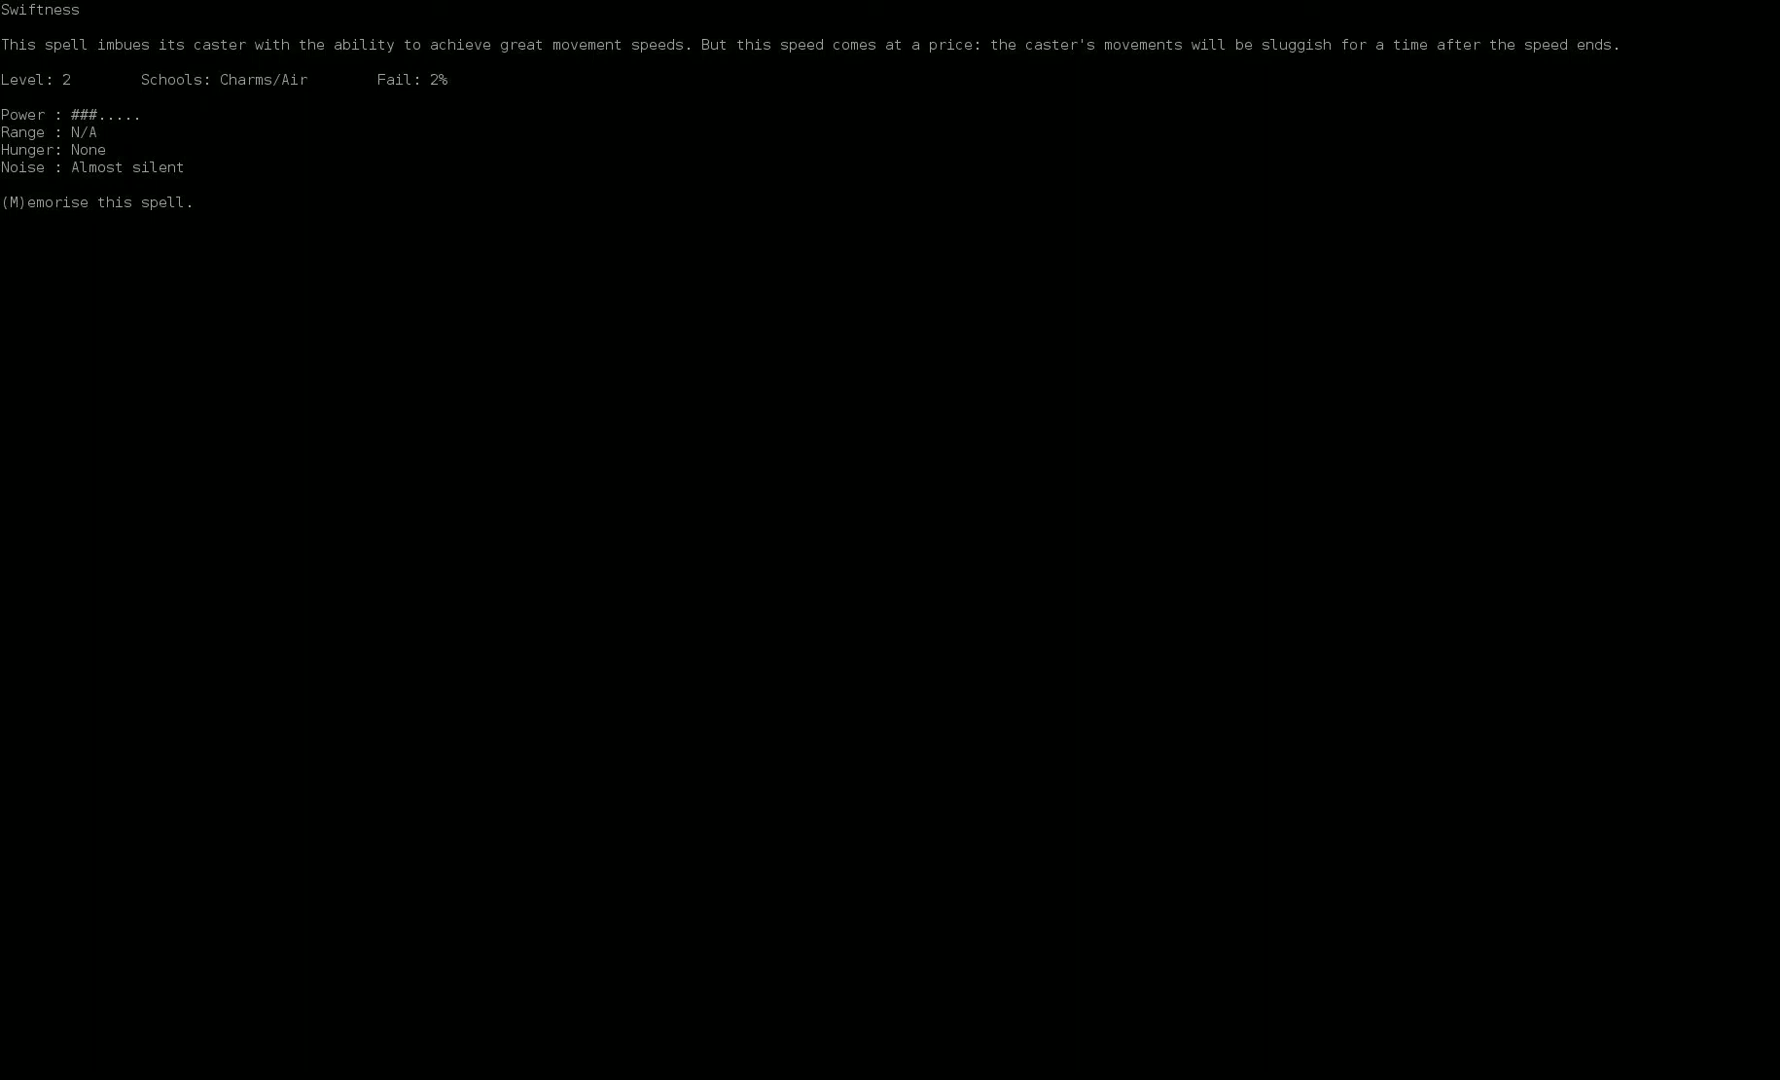 Swiftness
This spell imbues its caster with the ability to achieve great movement speeds. But this speed comes at a price: the caster's movements will be sluggish for a time after the speed ends.
Level: 2        Schools: Charms/Air        Fail: 2%
Power : ###.....
Range : N/A
Hunger: None
Noise : Almost silent
(M)emorise this spell.